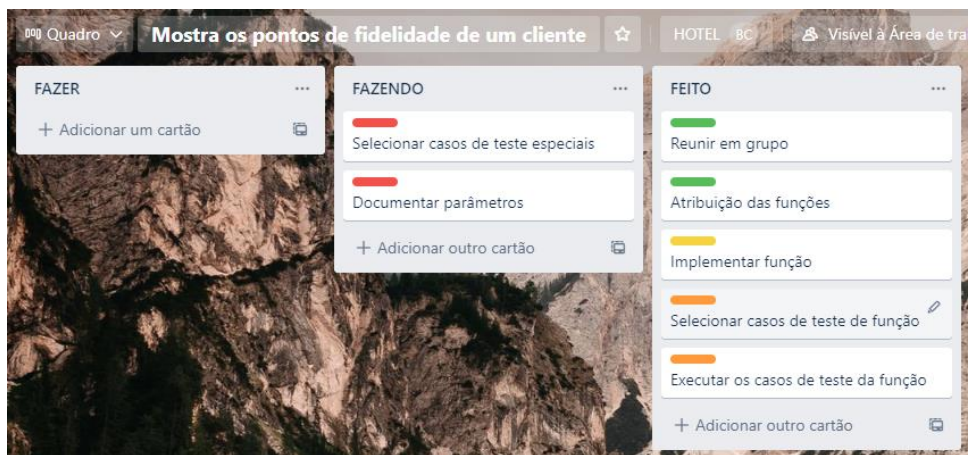 Quadro Mostra os pontos de fidelidade de um cliente HOTEL BC Visível à Área de tra
FAZER
+ Adicionar um cartão
FAZENDO
Selecionar casos de teste especiais
Documentar parâmetros
+ Adicionar outro cartão
FEITO
Reunir em grupo
Atribuição das funções
Implementar função
Selecionar casos de teste de função
Executar os casos de teste da função
+ Adicionar outro cartão